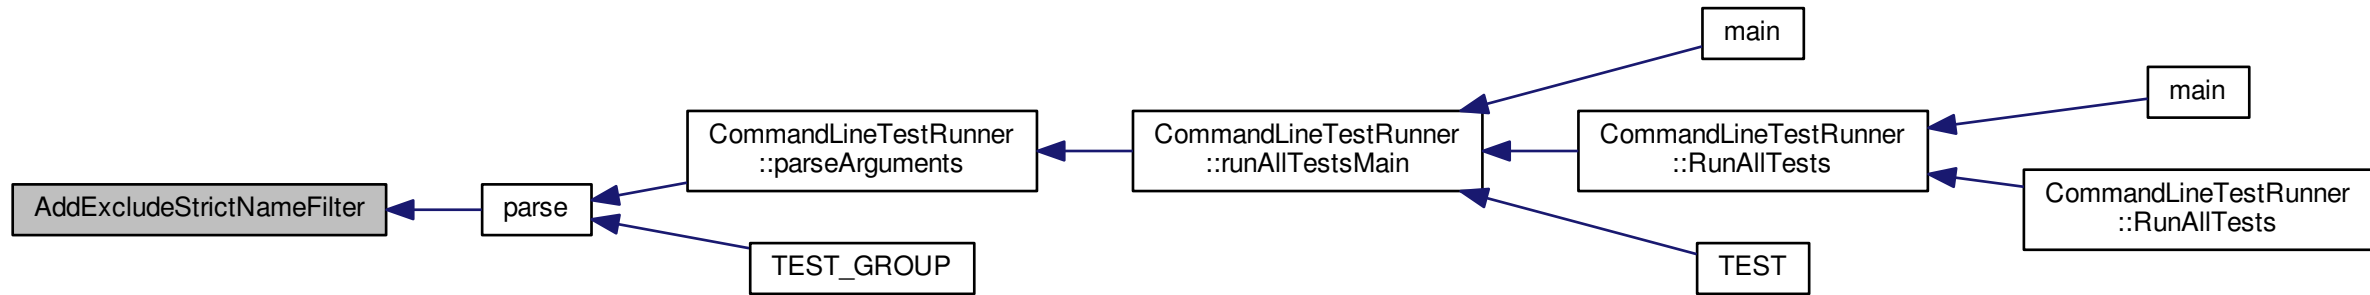 AddExcludeStrictNameFilter
parse
CommandLineTestRunner
::parseArguments
TEST_GROUP
CommandLineTestRunner
::runAllTestsMain
main
CommandLineTestRunner
::RunAllTests
TEST
main
CommandLineTestRunner
::RunAllTests